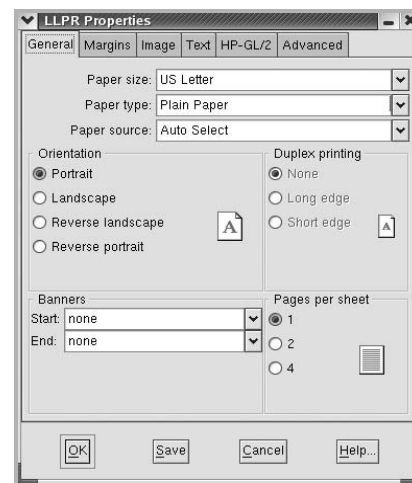 LLPR Properties
General Margins Image Text HP-GL/2 Advanced
Paper size: US Letter
Paper type: Plain Paper
Paper source: Auto Select
Orientation
Portrait
Landscape
Reverse landscape
Reverse portrait
A
Duplex printing
None
Long edge
Short edge
A
Banners
Start: none
End: none
Pages per sheet
1
2
4
OK Save Cancel Help...